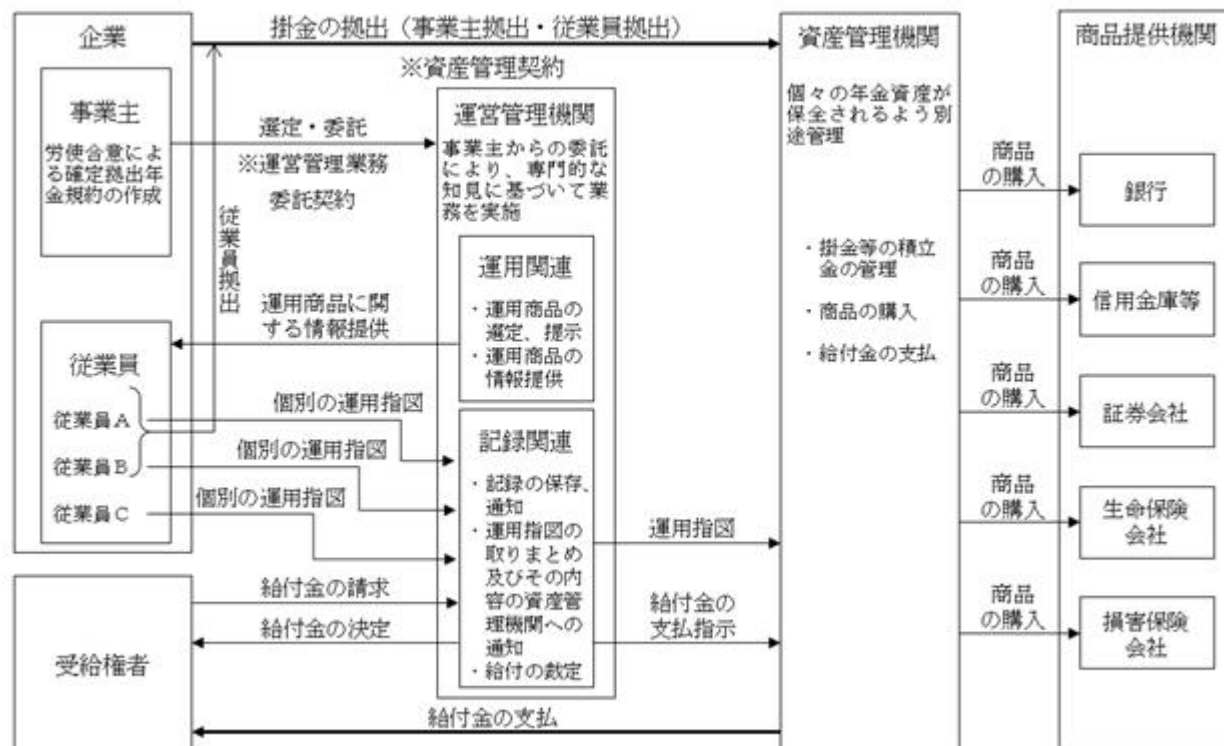 企業
掛金の拠出（事業主拠出・従業員拠出）
※資産管理契約
事業主
労使合意によ
る確定拠出年
金規約の作成
選定・委託
※運営管理業務
委託契約
従業員拠出
運営管理機関
事業主からの委託
により、専門的な
知見に基づいて業
務を実施
運用関連
・運用商品の
選定、提示
・運用商品の
情報提供
運用商品に関
する情報提供
従業員
従業員A
従業員B
従業員C
個別の運用指図
個別の運用指図
個別の運用指図
記録関連
・記録の保存、
通知
・運用指図の
取りまとめ
及びその内
容の資産管
理機関への
通知
・給付の裁定
運用指図
給付金の
支払指示
受給権者
給付金の請求
給付金の決定
給付金の支払
資産管理機関
個々の年金資産が
保全されるよう別
途管理
・掛金等の積立
金の管理
・商品の購入
・給付金の支払
商品
の購入
商品
の購入
商品
の購入
商品
の購入
商品
の購入
商品提供機関
銀行
信用金庫等
証券会社
生命保険
会社
損害保険
会社